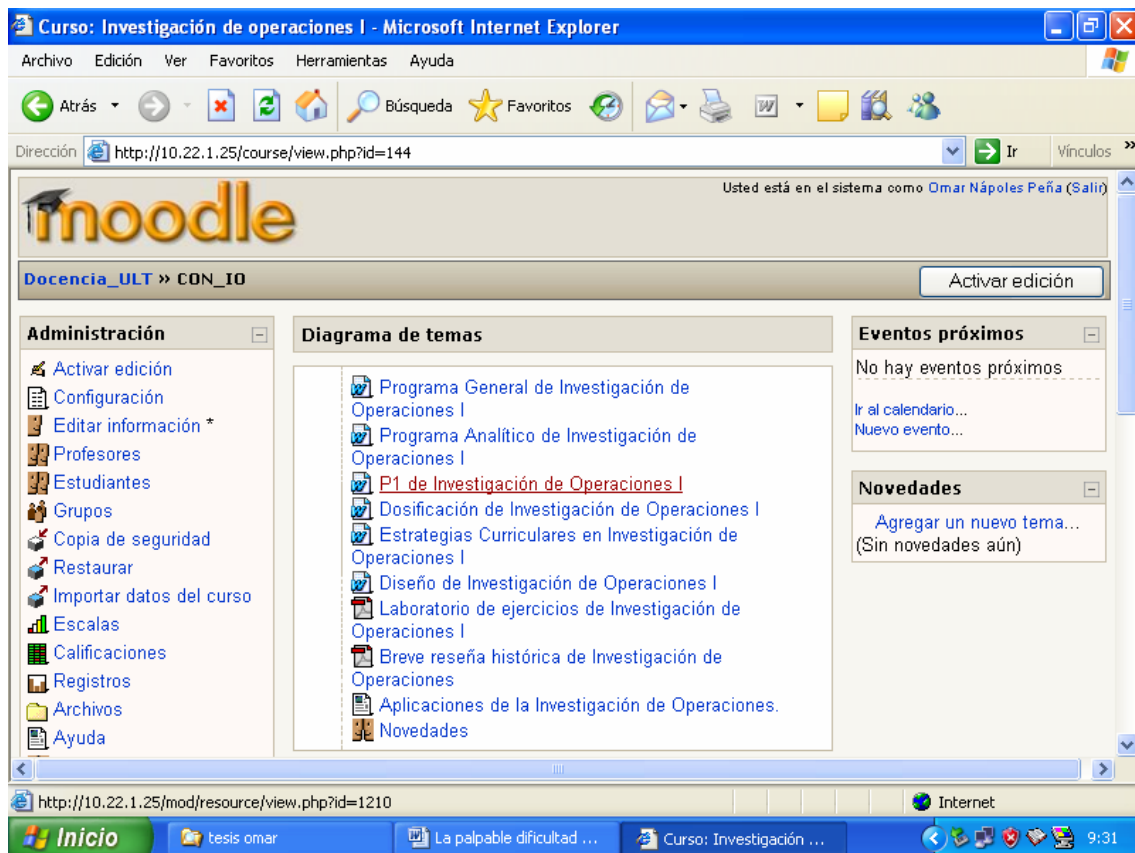 Curso: Investigación de operaciones I - Microsoft Internet Explorer
Archivo Edición Ver Favoritos Herramientas Ayuda
Atrás Búsqueda Favoritos
Dirección http://10.22.1.25/course/view.php?id=144 Ir Vínculos »
moodle
Usted está en el sistema como Omar Nápoles Peña (Salir)
Docencia_ULT » CON_IO
Activar edición
Administración
Activar edición
Configuración
Editar información *
Profesores
Estudiantes
Grupos
Copia de seguridad
Restaurar
Importar datos del curso
Escalas
Calificaciones
Registros
Archivos
Ayuda
Diagrama de temas
Programa General de Investigación de
Operaciones I
Programa Analítico de Investigación de
Operaciones I
P1 de Investigación de Operaciones I
Dosificación de Investigación de Operaciones I
Estrategias Curriculares en Investigación de
Operaciones I
Diseño de Investigación de Operaciones I
Laboratorio de ejercicios de Investigación de
Operaciones I
Breve reseña histórica de Investigación de
Operaciones
Aplicaciones de la Investigación de Operaciones.
Novedades
Eventos próximos
No hay eventos próximos
Ir al calendario...
Nuevo evento...
Novedades
Agregar un nuevo tema...
(Sin novedades aún)
http://10.22.1.25/mod/resource/view.php?id=1210 Internet
Inicio tesis omar La palpable dificultad ... Curso: Investigación ... 9:31